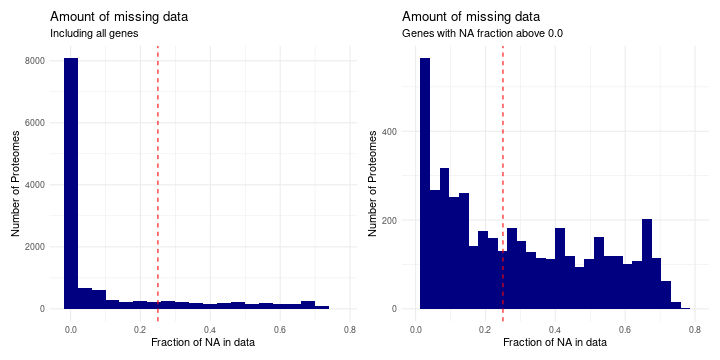 Amount of missing data
Including all genes
Number of Proteomes
8000
6000
4000
2000
0
0.0 0.2 0.4 0.6 0.8
Fraction of NA in data
Amount of missing data
Genes with NA fraction above 0.0
Number of Proteomes
400
200
0
0.0 0.2 0.4 0.6 0.8
Fraction of NA in data